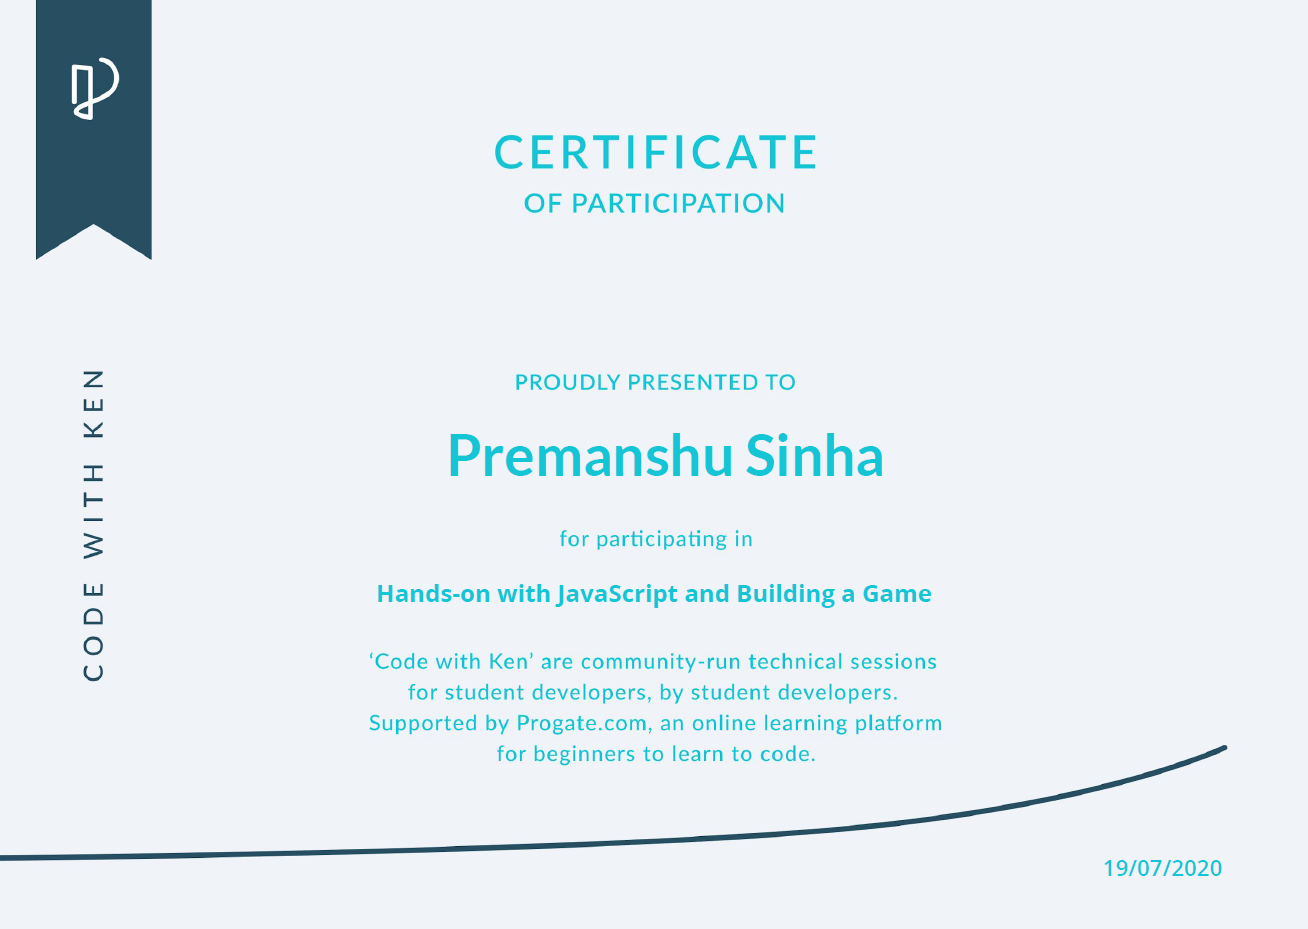 CERTIFICATE
OF PARTICIPATION
CODE WITH KEN
PROUDLY PRESENTED TO
Premanshu Sinha
for participating in
Hands-on with JavaScript and Building a Game
‘Code with Ken’ are community-run technical sessions
for student developers, by student developers.
Supported by Progate.com, an online learning platform
for beginners to learn to code.
19/07/2020